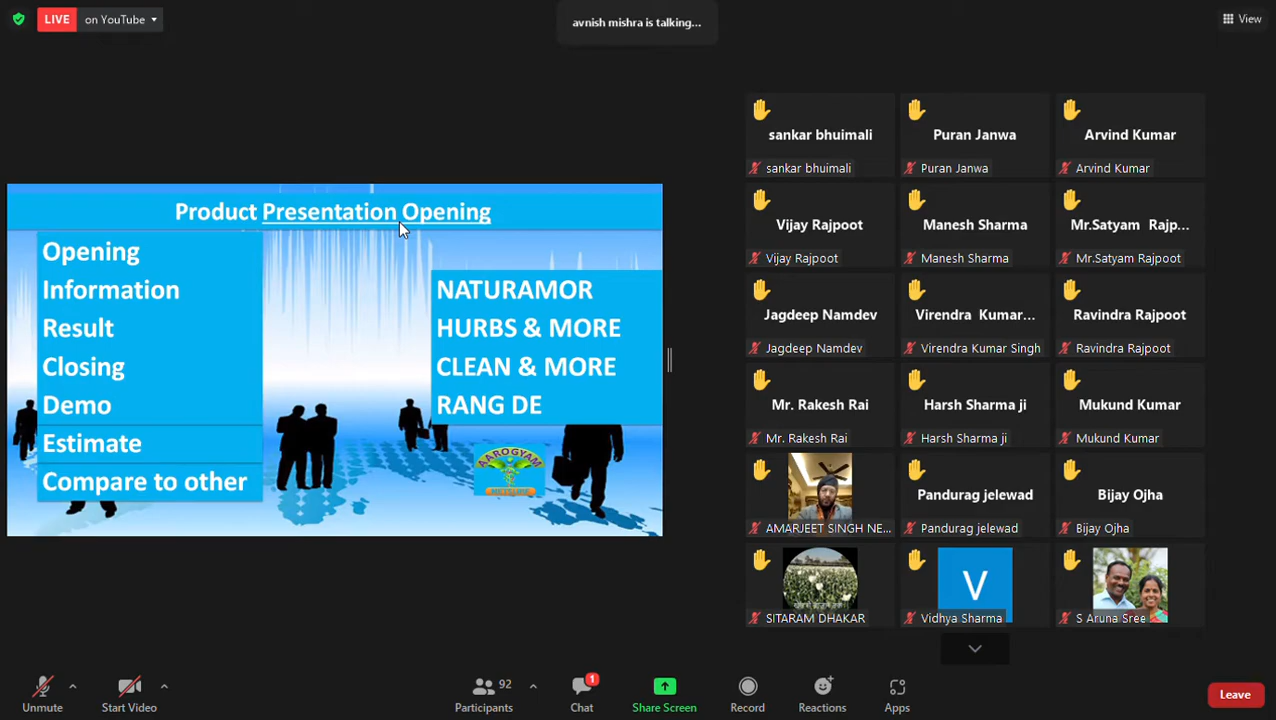 LIVE on YouTube
avnish mishra is talking...
View
Product Presentation Opening
Opening
Information
Result
Closing
Demo
Estimate
Compare to other
NATURAMOR
HURBS & MORE
CLEAN & MORE
RANG DE
AAROGYAM
sankar bhuimali
sankar bhuimali
Puran Janwa
Puran Janwa
Arvind Kumar
Arvind Kumar
Vijay Rajpoot
Vijay Rajpoot
Manesh Sharma
Manesh Sharma
Mr.Satyam Rajp...
Mr.Satyam Rajpoot
Jagdeep Namdev
Jagdeep Namdev
Virendra Kumar...
Virendra Kumar Singh
Ravindra Rajpoot
Ravindra Rajpoot
Mr. Rakesh Rai
Mr. Rakesh Rai
Harsh Sharma ji
Harsh Sharma ji
Mukund Kumar
Mukund Kumar
AMARJEET SINGH NE...
Pandurag jelewad
Pandurag jelewad
Bijay Ojha
Bijay Ojha
SITARAM DHAKAR
V
Vidhya Sharma
S Aruna Sree
Unmute
Start Video
92
Participants
1
Chat
Share Screen
Record
Reactions
Apps
Leave